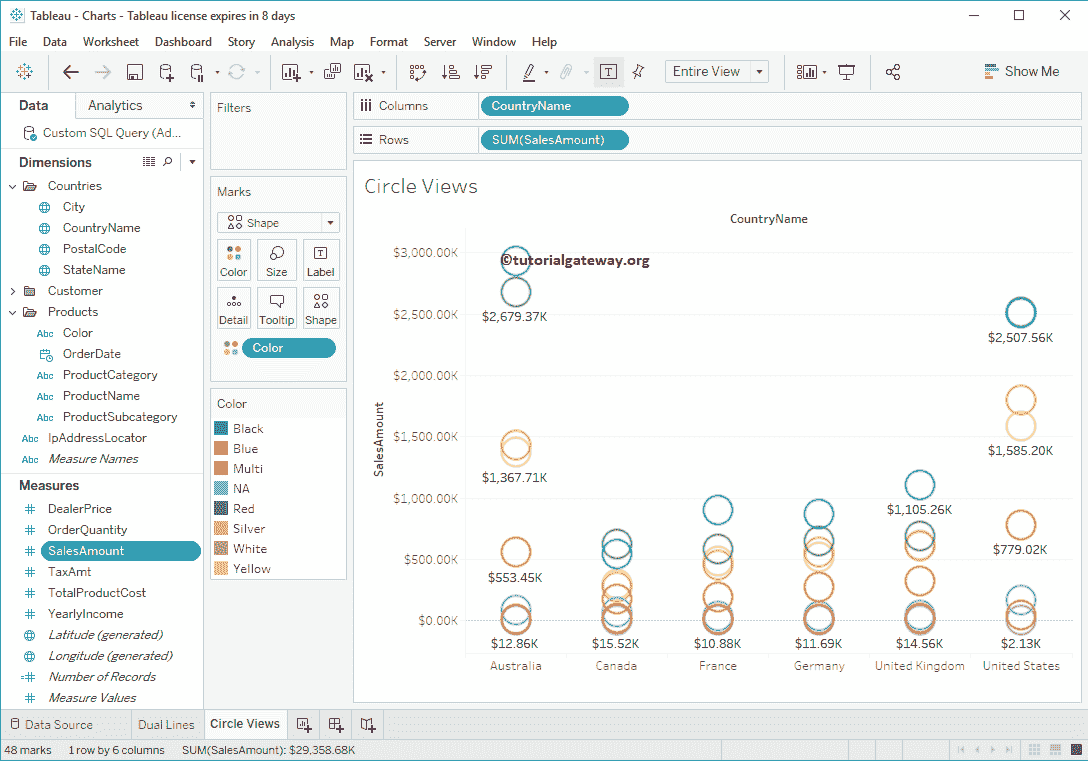 Tableau - Charts - Tableau license expires in 8 days
File Data Worksheet Dashboard Story Analysis Map Format Server Window Help
Entire View
Show Me
Data Analytics
Custom SQL Query (Ad...
Dimensions
Countries
City
CountryName
PostalCode
StateName
Customer
Products
Abc Color
OrderDate
Abc ProductCategory
Abc ProductName
Abc ProductSubcategory
Abc IpAddressLocator
Abc Measure Names
Measures
# DealerPrice
# OrderQuantity
# SalesAmount
# TaxAmt
# TotalProductCost
# YearlyIncome
Latitude (generated)
Longitude (generated)
# Number of Records
# Measure Values
Filters
Marks
Shape
Color Size Label
Detail Tooltip Shape
Color
Color
Black
Blue
Multi
NA
Red
Silver
White
Yellow
Columns CountryName
Rows SUM(SalesAmount)
Circle Views
CountryName
SalesAmount
$3,000.00K
$2,500.00K
$2,000.00K
$1,500.00K
$1,000.00K
$500.00K
$0.00K
©tutorialgateway.org
$2,679.37K
$2,507.56K
$1,585.20K
$1,367.71K
$1,105.26K
$779.02K
$553.45K
$12.86K $15.52K $10.88K $11.69K $14.56K $2.13K
Australia Canada France Germany United Kingdom United States
Data Source Dual Lines Circle Views
48 marks 1 row by 6 columns SUM(SalesAmount): $29,358.68K